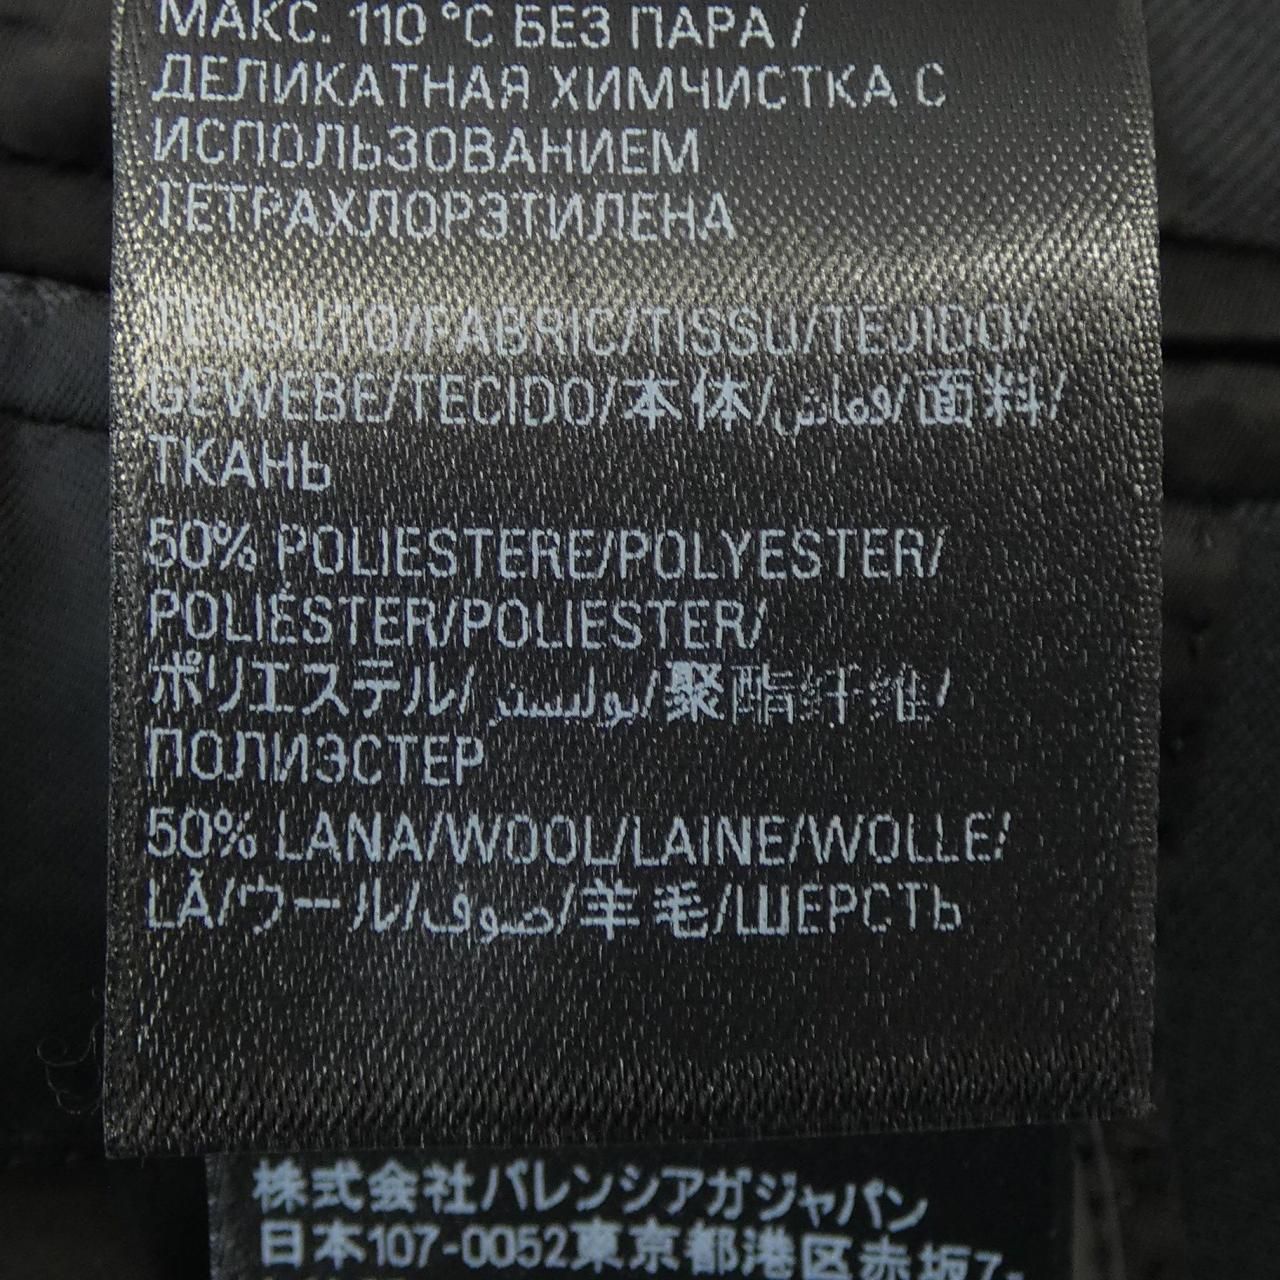 МАКС. 110 °C БЕЗ ПАРА /
ДЕЛИКАТНАЯ ХИМЧИСТКА С
ИСПОЛЬЗОВАНИЕМ
ТЕТРАХЛОРЭТИЛЕНА
TESSUTO/FABRIC/TISSU/TEJIDO/
GEWEBE/TECIDO/本体/قماش/面料/
ТКАНЬ
50% POLIESTERE/POLYESTER/
POLIÉSTER/POLIESTER/
ポリエステル/بوليستر/聚酯纤维/
ПОЛИЭСТЕР
50% LANA/WOOL/LAINE/WOLLE/
LÃ/ウール/صوف/羊毛/ШЕРСТЬ
株式会社バレンシアガジャパン
日本107-0052東京都港区赤坂7-